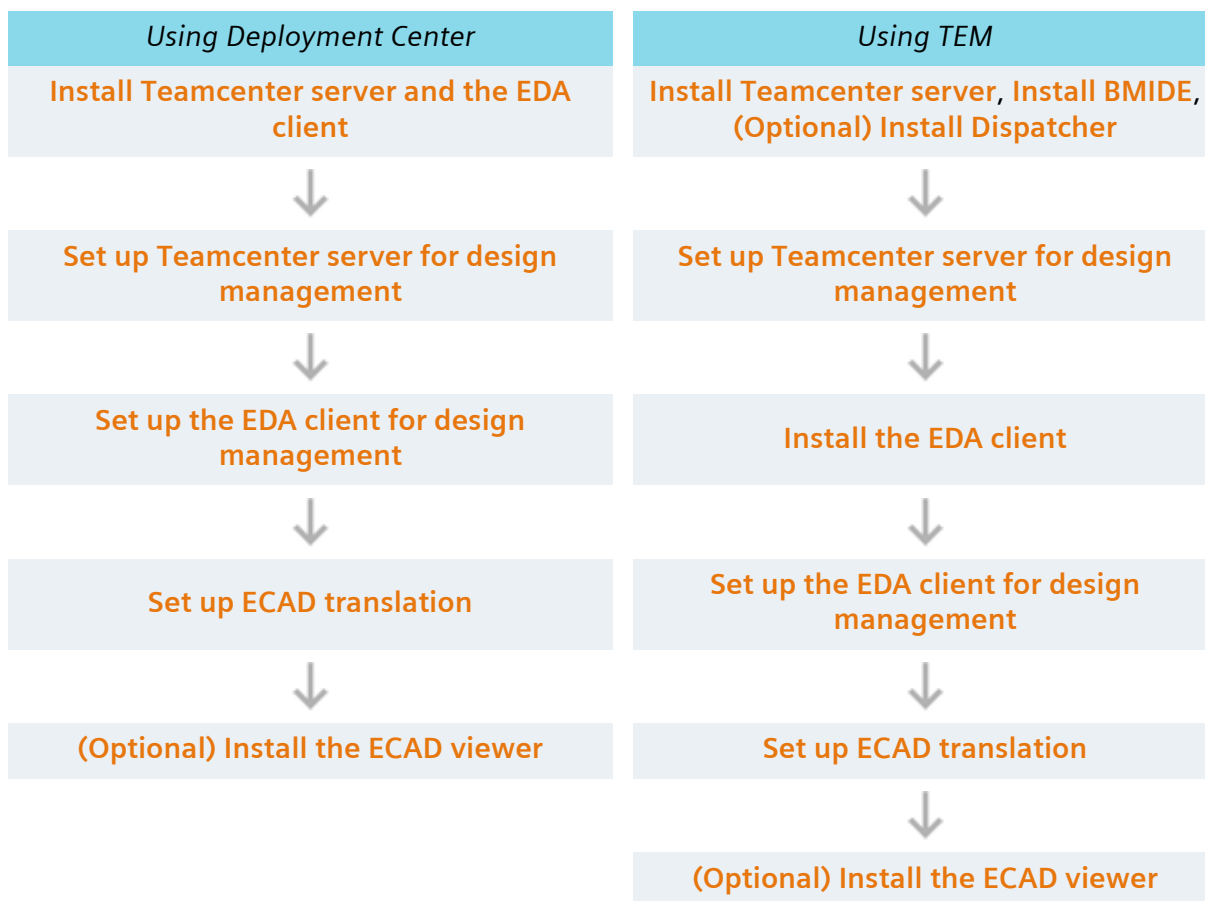 Using Deployment Center
Install Teamcenter server and the EDA
client
Set up Teamcenter server for design
management
Set up the EDA client for design
management
Set up ECAD translation
(Optional) Install the ECAD viewer
Using TEM
Install Teamcenter server, Install BMIDE,
(Optional) Install Dispatcher
Set up Teamcenter server for design
management
Install the EDA client
Set up the EDA client for design
management
Set up ECAD translation
(Optional) Install the ECAD viewer